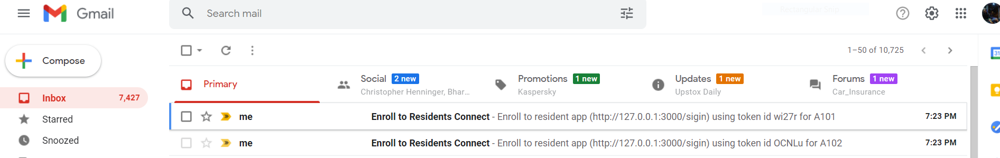 Gmail
Search mail
Rectangular Snip
Compose
1–50 of 10,725
Primary
Social 2 new
Christopher Henninger, Bhar...
Promotions 1 new
Kaspersky
Updates 1 new
Upstox Daily
Forums 1 new
Car_Insurance
31
Inbox 7,427
Starred
Snoozed
me Enroll to Residents Connect - Enroll to resident app (http://127.0.0.1:3000/sigin) using token id wi27r for A101 7:23 PM
me Enroll to Residents Connect - Enroll to resident app (http://127.0.0.1:3000/sigin) using token id OCNLu for A102 7:23 PM